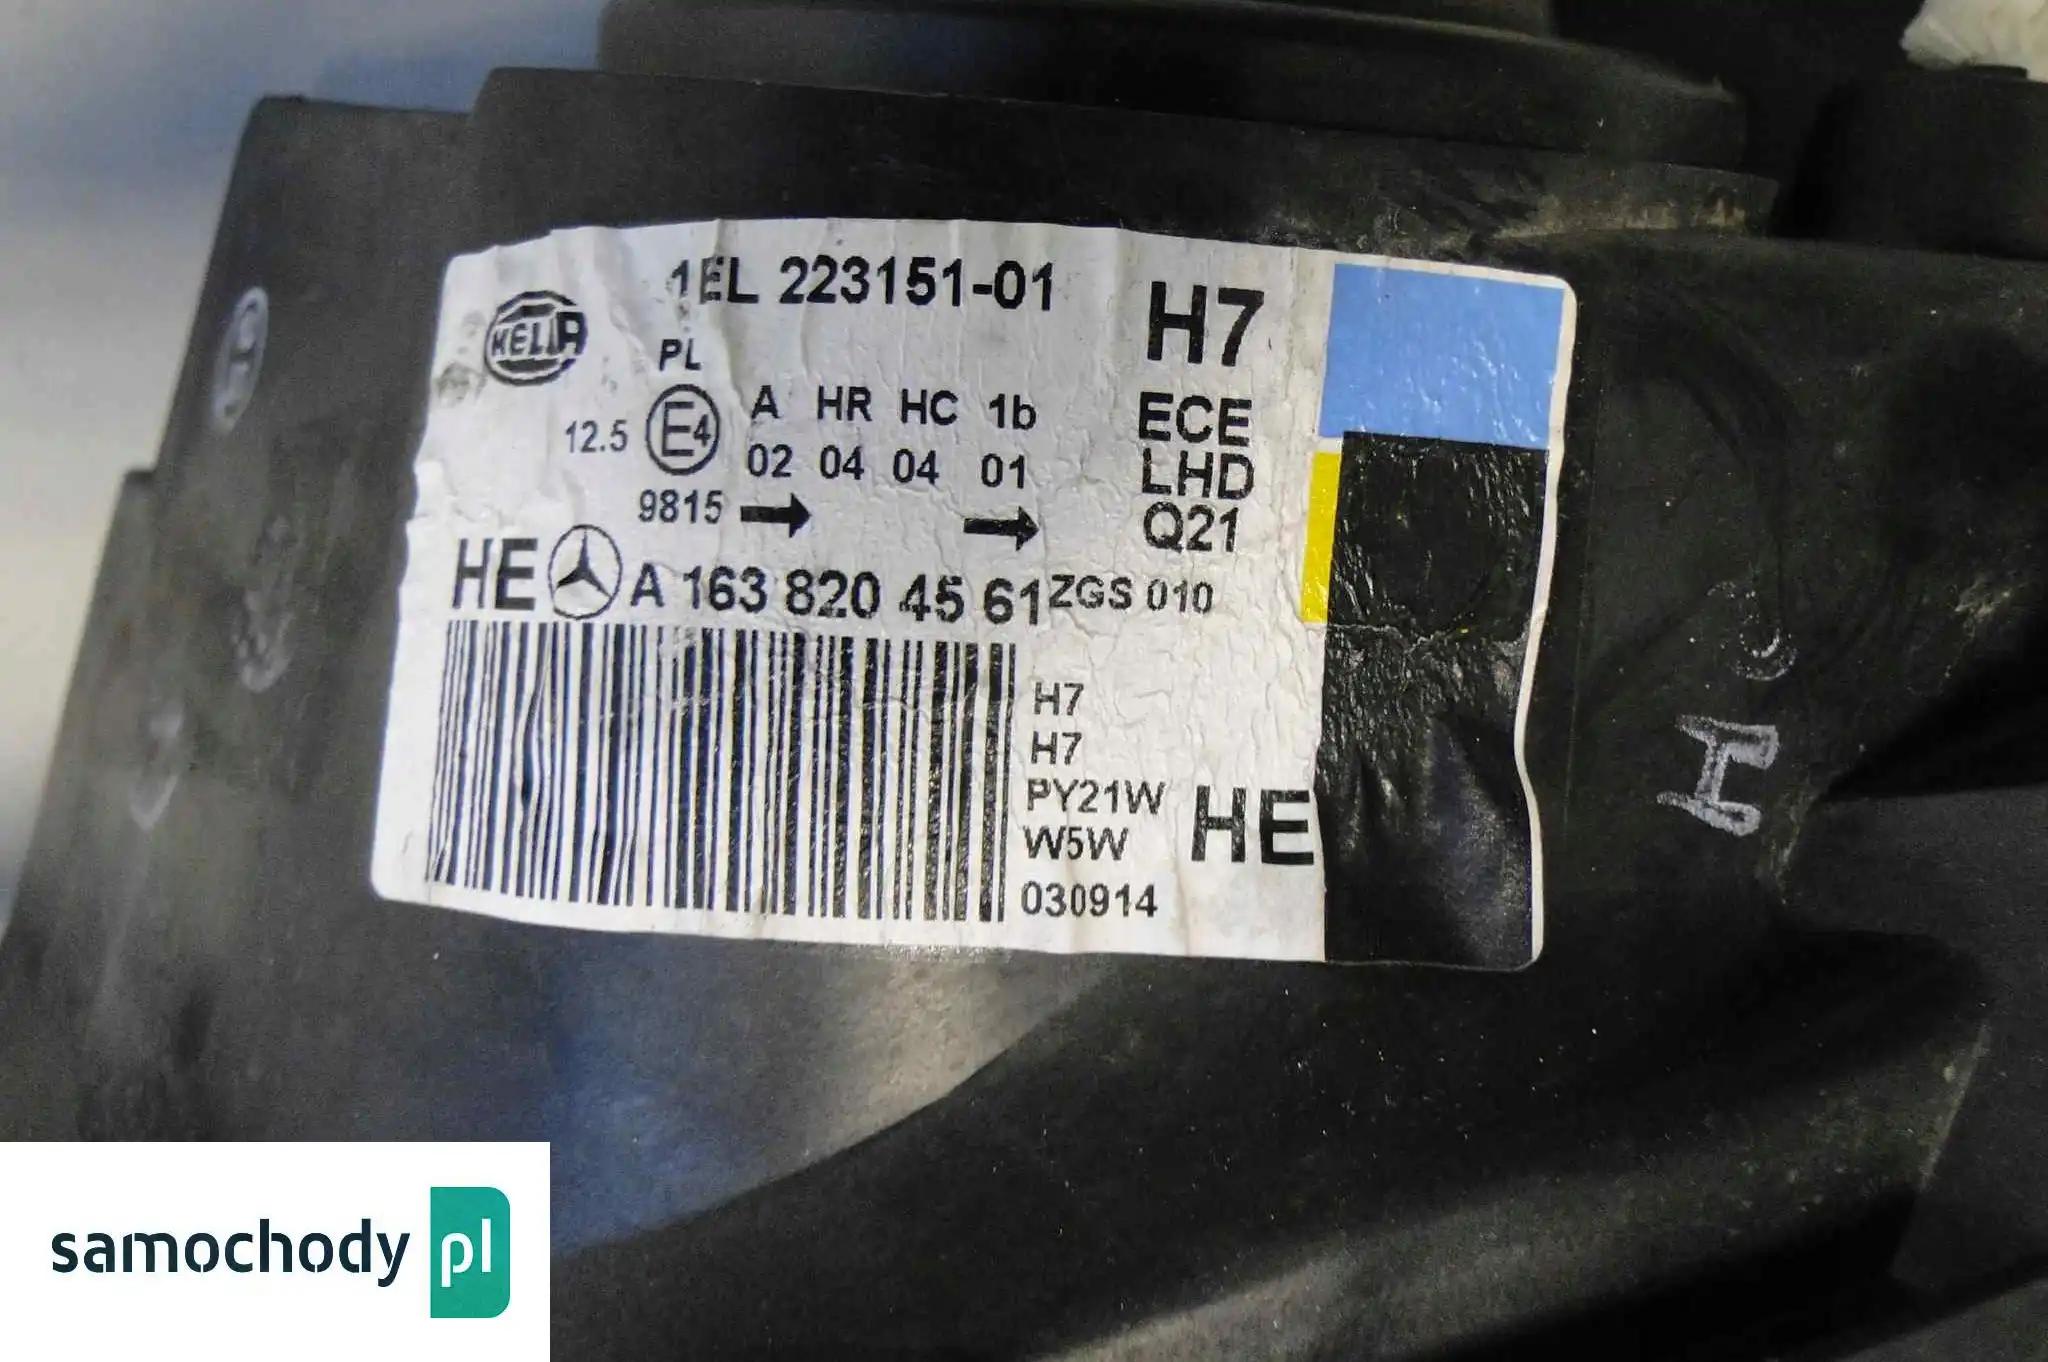 1EL 223151-01
HELLA
PL
H7
A HR HC 1b
ECE
12.5 E4
02 04 04 01
LHD
9815
Q21
HE A 163 820 45 61 ZGS 010
H7
H7
PY21W
W5W
HE
030914
H
samochody pl